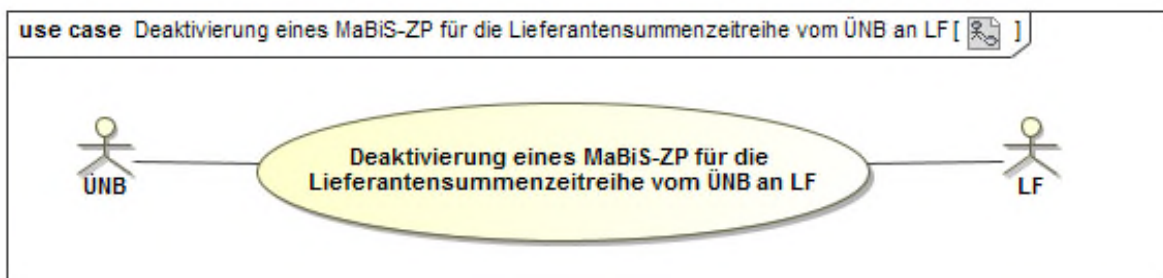 use case Deaktivierung eines MaBiS-ZP für die Lieferantensummenzeitreihe vom ÜNB an LF [ ]
Deaktivierung eines MaBiS-ZP für die
Lieferantensummenzeitreihe vom ÜNB an LF
ÜNB
LF